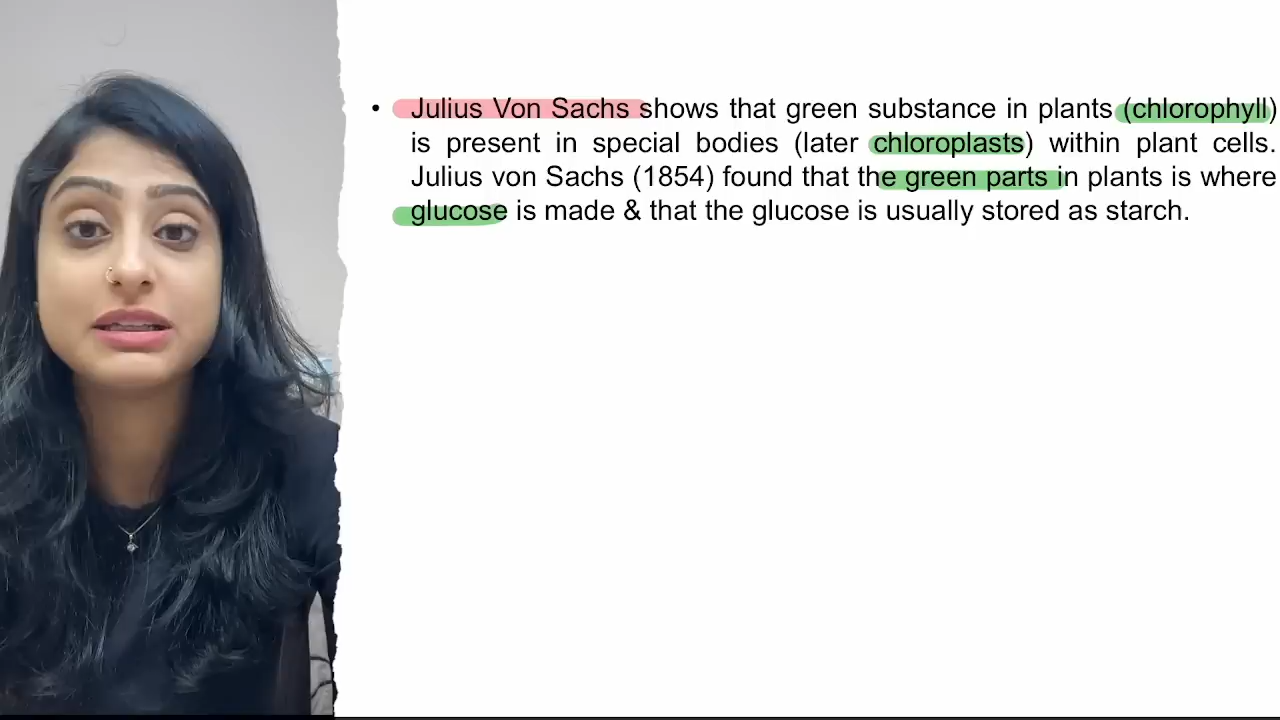 • Julius Von Sachs shows that green substance in plants (chlorophyll)
is present in special bodies (later chloroplasts) within plant cells.
Julius von Sachs (1854) found that the green parts in plants is where
glucose is made & that the glucose is usually stored as starch.